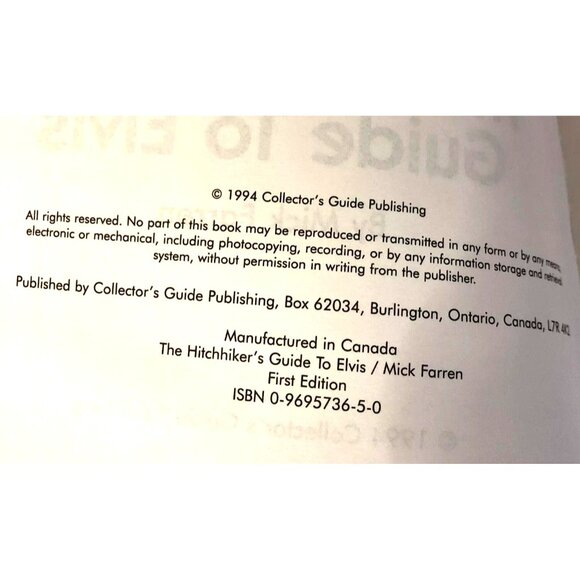 © 1994 Collector's Guide Publishing
All rights reserved. No part of this book may be reproduced or transmitted in any form or by any means,
electronic or mechanical, including photocopying, recording, or by any information storage and retrieval
system, without permission in writing from the publisher.
Published by Collector's Guide Publishing, Box 62034, Burlington, Ontario, Canada, L7R 4K2
Manufactured in Canada
The Hitchhiker's Guide To Elvis / Mick Farren
First Edition
ISBN 0-9695736-5-0